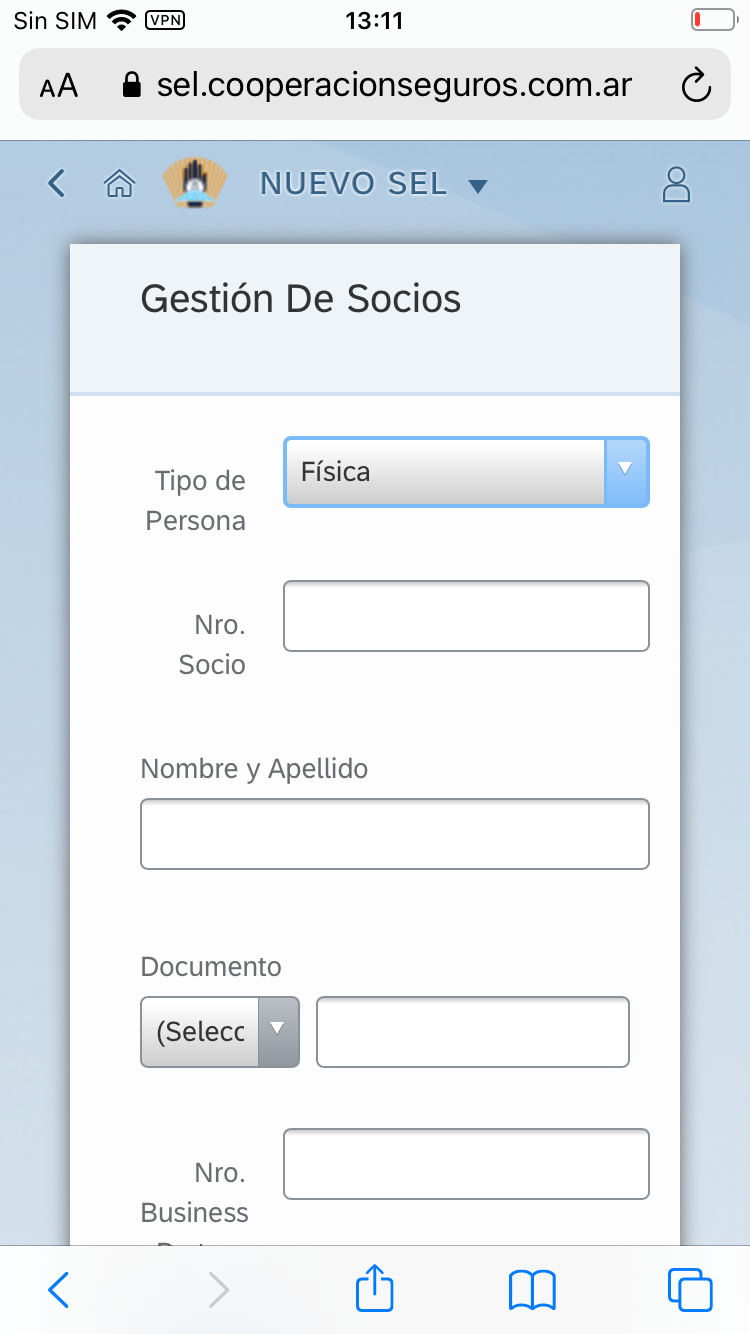 Sin SIM VPN 13:11
AA sel.cooperacionseguros.com.ar
NUEVO SEL
Gestión De Socios
Tipo de
Persona
Física
Nro.
Socio
Nombre y Apellido
Documento
(Selecc
Nro.
Business